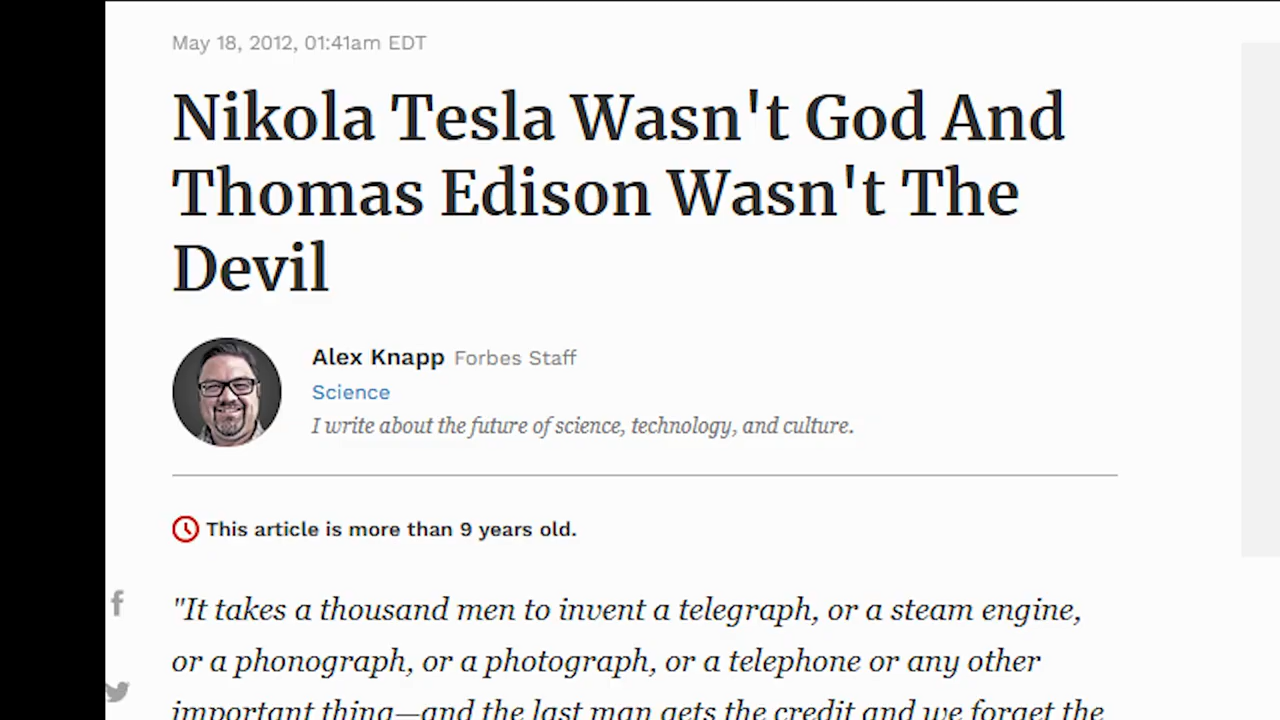 May 18, 2012, 01:41am EDT
Nikola Tesla Wasn't God And
Thomas Edison Wasn't The
Devil
Alex Knapp Forbes Staff
Science
I write about the future of science, technology, and culture.
This article is more than 9 years old.
"It takes a thousand men to invent a telegraph, or a steam engine,
or a phonograph, or a photograph, or a telephone or any other
important thing—and the last man gets the credit and we forget the